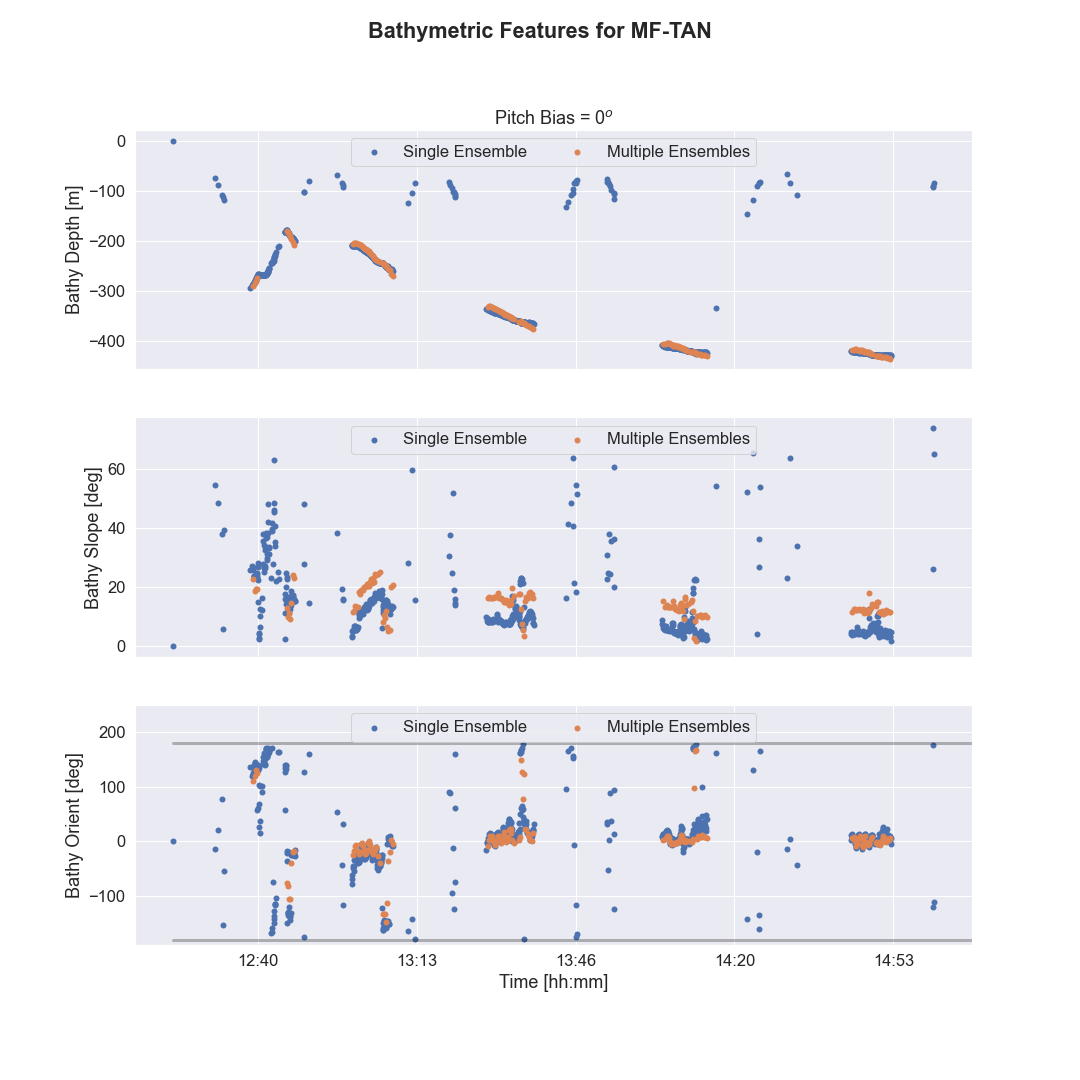 Bathymetric Features for MF-TAN
Pitch Bias = 0°
Single Ensemble
Multiple Ensembles
Bathy Depth [m]
0
−100
−200
−300
−400
Single Ensemble
Multiple Ensembles
Bathy Slope [deg]
60
40
20
0
Single Ensemble
Multiple Ensembles
Bathy Orient [deg]
200
100
0
−100
12:40
13:13
13:46
14:20
14:53
Time [hh:mm]